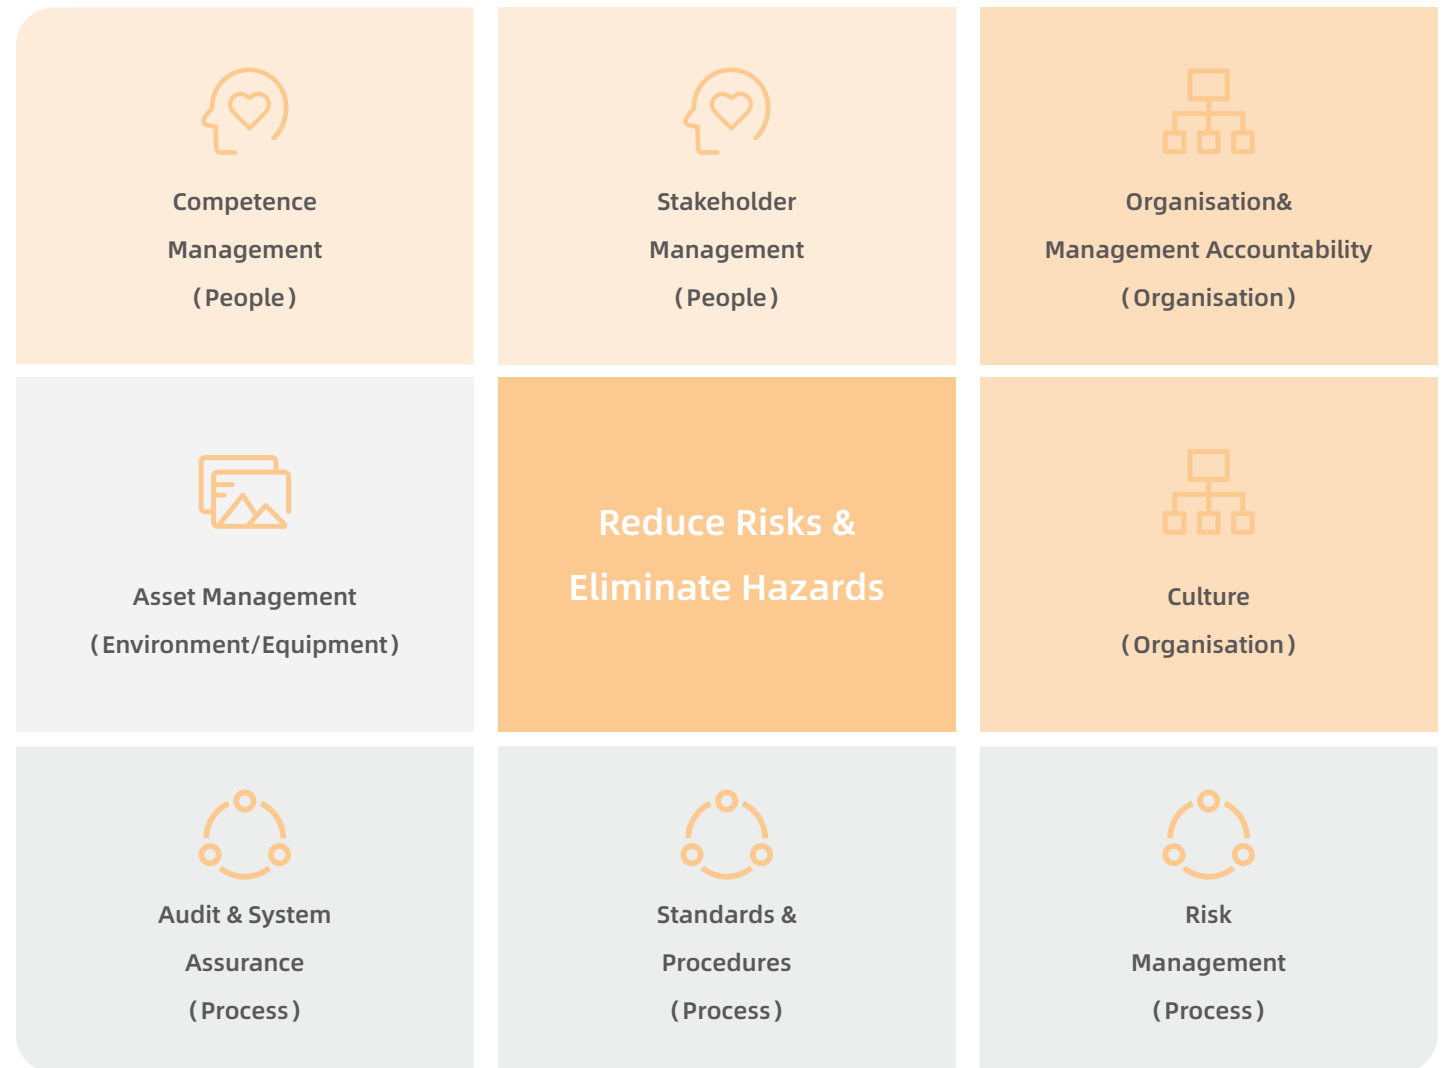 Competence
Management
(People)
Stakeholder
Management
(People)
Organisation&
Management Accountability
(Organisation)
Asset Management
(Environment/Equipment)
Reduce Risks &
Eliminate Hazards
Culture
(Organisation)
Audit & System
Assurance
(Process)
Standards &
Procedures
(Process)
Risk
Management
(Process)